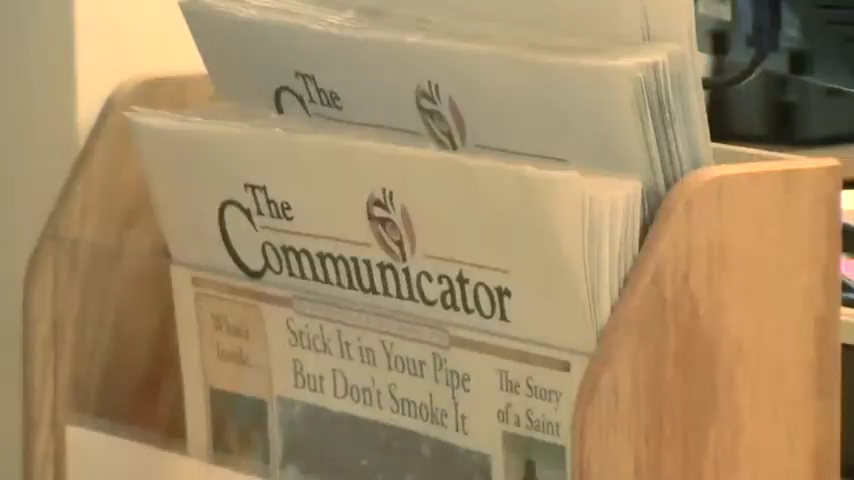 The
The
Communicator
What's
Inside...
Stick It in Your Pipe
But Don't Smoke It
The Story
of a Saint